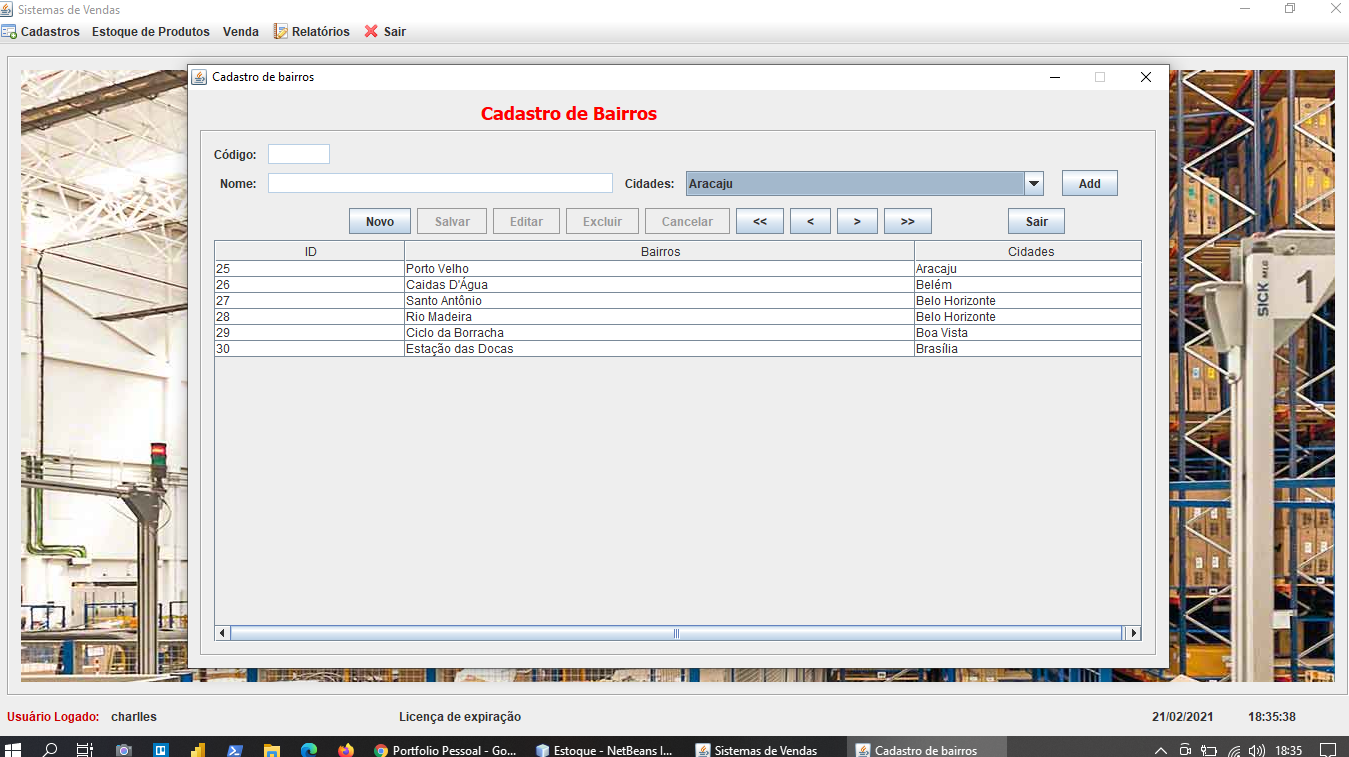 Sistemas de Vendas
Cadastros Estoque de Produtos Venda Relatórios Sair
Cadastro de bairros
Cadastro de Bairros
Código:
Nome: Cidades: Aracaju Add
Novo Salvar Editar Excluir Cancelar << < > >> Sair
ID Bairros Cidades
25 Porto Velho Aracaju
26 Caidas D'Água Belém
27 Santo Antônio Belo Horizonte
28 Rio Madeira Belo Horizonte
29 Ciclo da Borracha Boa Vista
30 Estação das Docas Brasília
SICK MLG
1
Usuário Logado: charlles Licença de expiração 21/02/2021 18:35:38
Portfolio Pessoal - Go... Estoque - NetBeans I... Sistemas de Vendas Cadastro de bairros 18:35